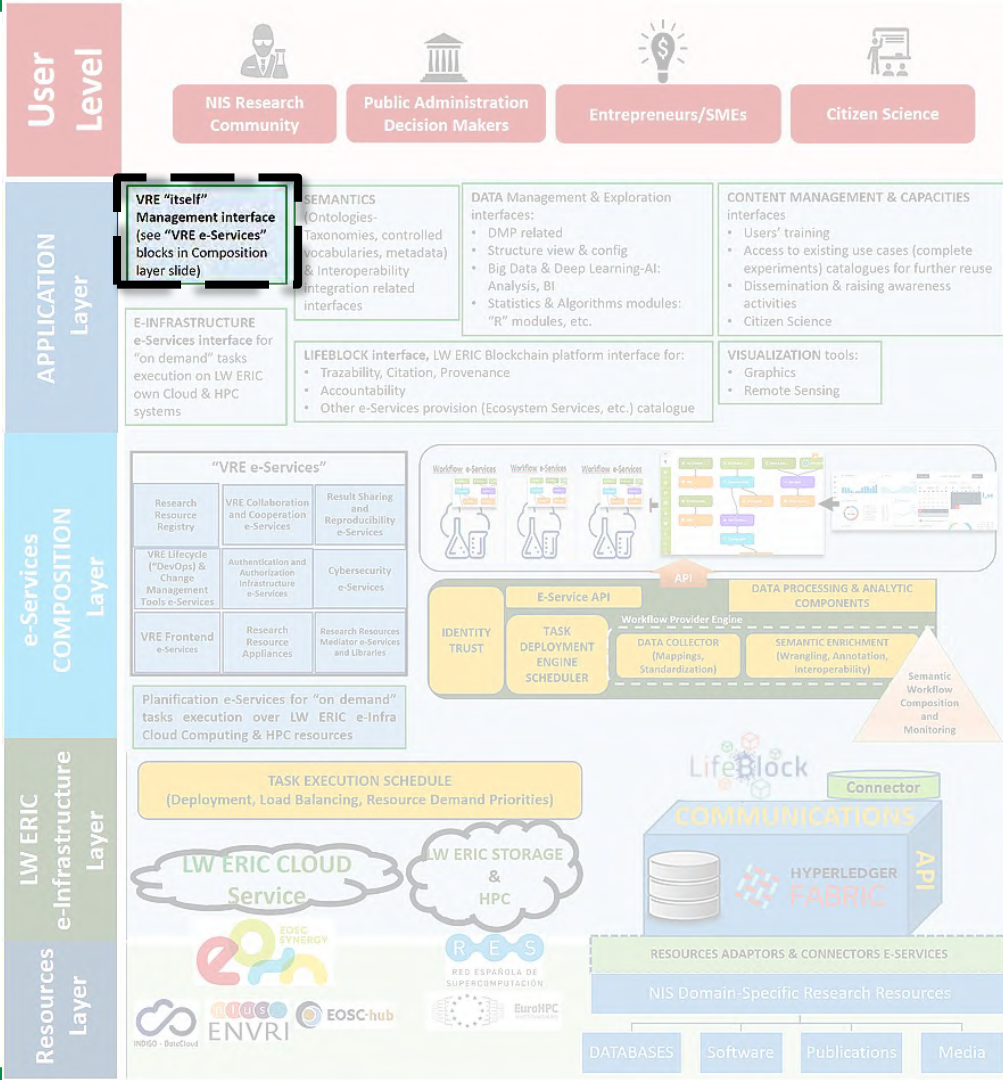 User
Level
NIS Research
Community
Public Administration
Decision Makers
Entrepreneurs/SMEs
Citizen Science
APPLICATION
Layer
VRE “itself”
Management interface
(see “VRE e-Services”
blocks in Composition
layer slide)
SEMANTICS
(Ontologies-
Taxonomies, controlled
vocabularies, metadata)
& Interoperability
integration related
interfaces
DATA Management & Exploration
interfaces:
• DMP related
• Structure view & config
• Big Data & Deep Learning-AI:
Analysis, BI
• Statistics & Algorithms modules:
“R” modules, etc.
CONTENT MANAGEMENT & CAPACITIES
interfaces
• Users’ training
• Access to existing use cases (complete
experiments) catalogues for further reuse
• Dissemination & raising awareness
activities
• Citizen Science
E-INFRASTRUCTURE
e-Services interface for
“on demand” tasks
execution on LW ERIC
own Cloud & HPC
systems
LIFEBLOCK interface, LW ERIC Blockchain platform interface for:
• Trazability, Citation, Provenance
• Accountability
• Other e-Services provision (Ecosystem Services, etc.) catalogue
VISUALIZATION tools:
• Graphics
• Remote Sensing
e-Services
COMPOSITION
Layer
“VRE e-Services”
Research
Resource
Registry
VRE Collaboration
and Cooperation
e-Services
Result Sharing
and
Reproducibility
e-Services
VRE Lifecycle
(“DevOps) &
Change
Management
Tools e-Services
Authentication and
Authorization
Infrastructure
e-Services
Cybersecurity
e-Services
VRE Frontend
e-Services
Research
Resource
Appliances
Research Resources
Mediator e-Services
and Libraries
Planification e-Services for “on demand”
tasks execution over LW ERIC e-Infra
Cloud Computing & HPC resources
Workflow e-Services
Workflow e-Services
Workflow e-Services
API
E-Service API
DATA PROCESSING & ANALYTIC
COMPONENTS
Workflow Provider Engine
IDENTITY
TRUST
TASK
DEPLOYMENT
ENGINE
SCHEDULER
DATA COLLECTOR
(Mappings,
Standardization)
SEMANTIC ENRICHMENT
(Wrangling, Annotation,
Interoperability)
Semantic
Workflow
Composition
and
Monitoring
LW ERIC
e-Infrastructure
Layer
TASK EXECUTION SCHEDULE
(Deployment, Load Balancing, Resource Demand Priorities)
LW ERIC CLOUD
Service
LW ERIC STORAGE
&
HPC
LifeBlock
Connector
COMMUNICATIONS
API
HYPERLEDGER
FABRIC
Resources
Layer
EOSC
SYNERGY
INDIGO - DataCloud
PLUS
ENVRI
EOSC-hub
RES
RED ESPAÑOLA DE
SUPERCOMPUTACIÓN
EuroHPC
RESOURCES ADAPTORS & CONNECTORS E-SERVICES
NIS Domain-Specific Research Resources
DATABASES
Software
Publications
Media